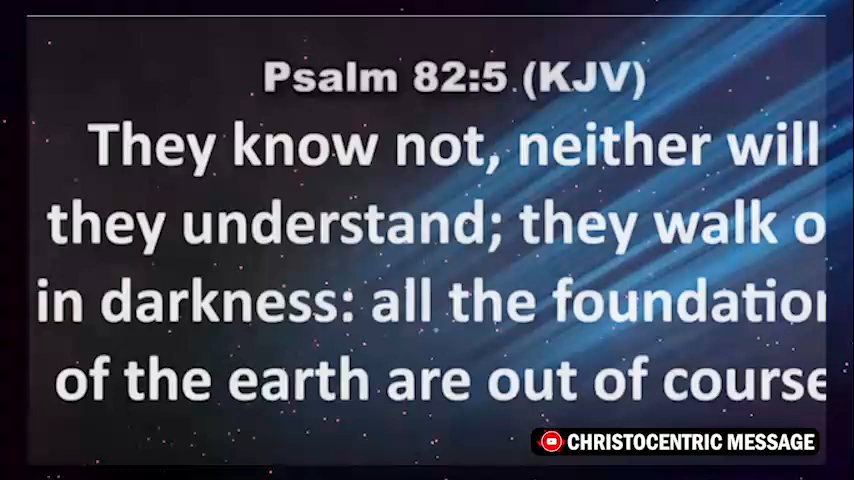 Psalm 82:5 (KJV)
They know not, neither will
they understand; they walk o
in darkness: all the foundation
of the earth are out of course
CHRISTOCENTRIC MESSAGE